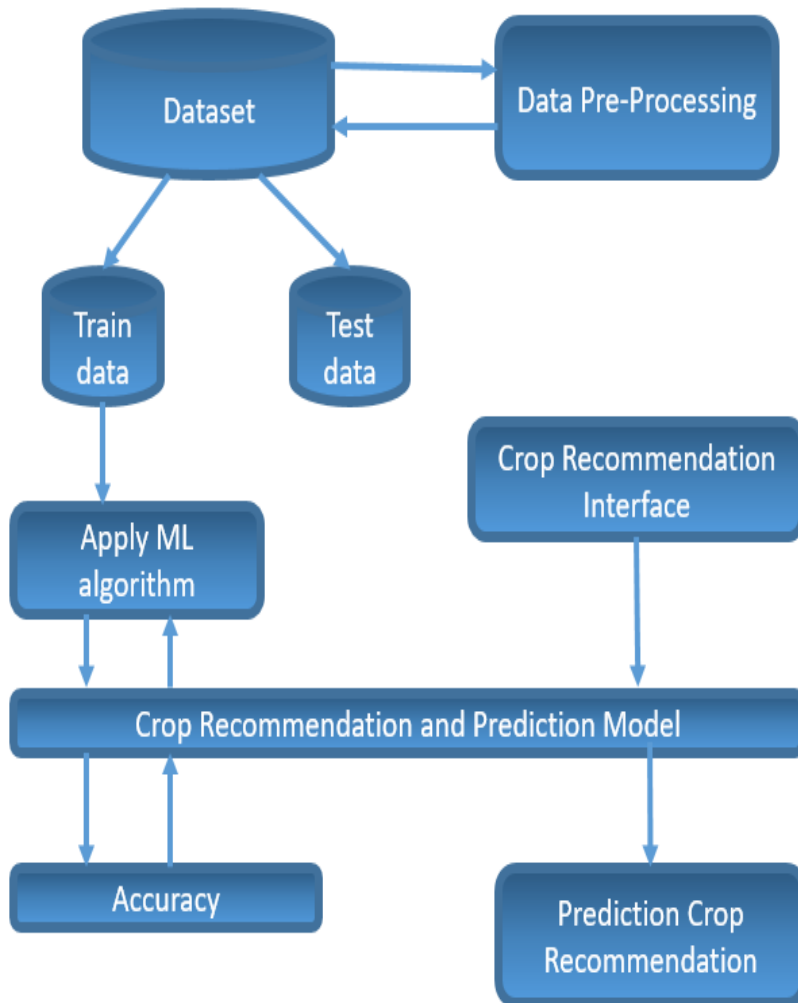 Dataset
Data Pre-Processing
Train
data
Test
data
Crop Recommendation
Interface
Apply ML
algorithm
Crop Recommendation and Prediction Model
Accuracy
Prediction Crop
Recommendation